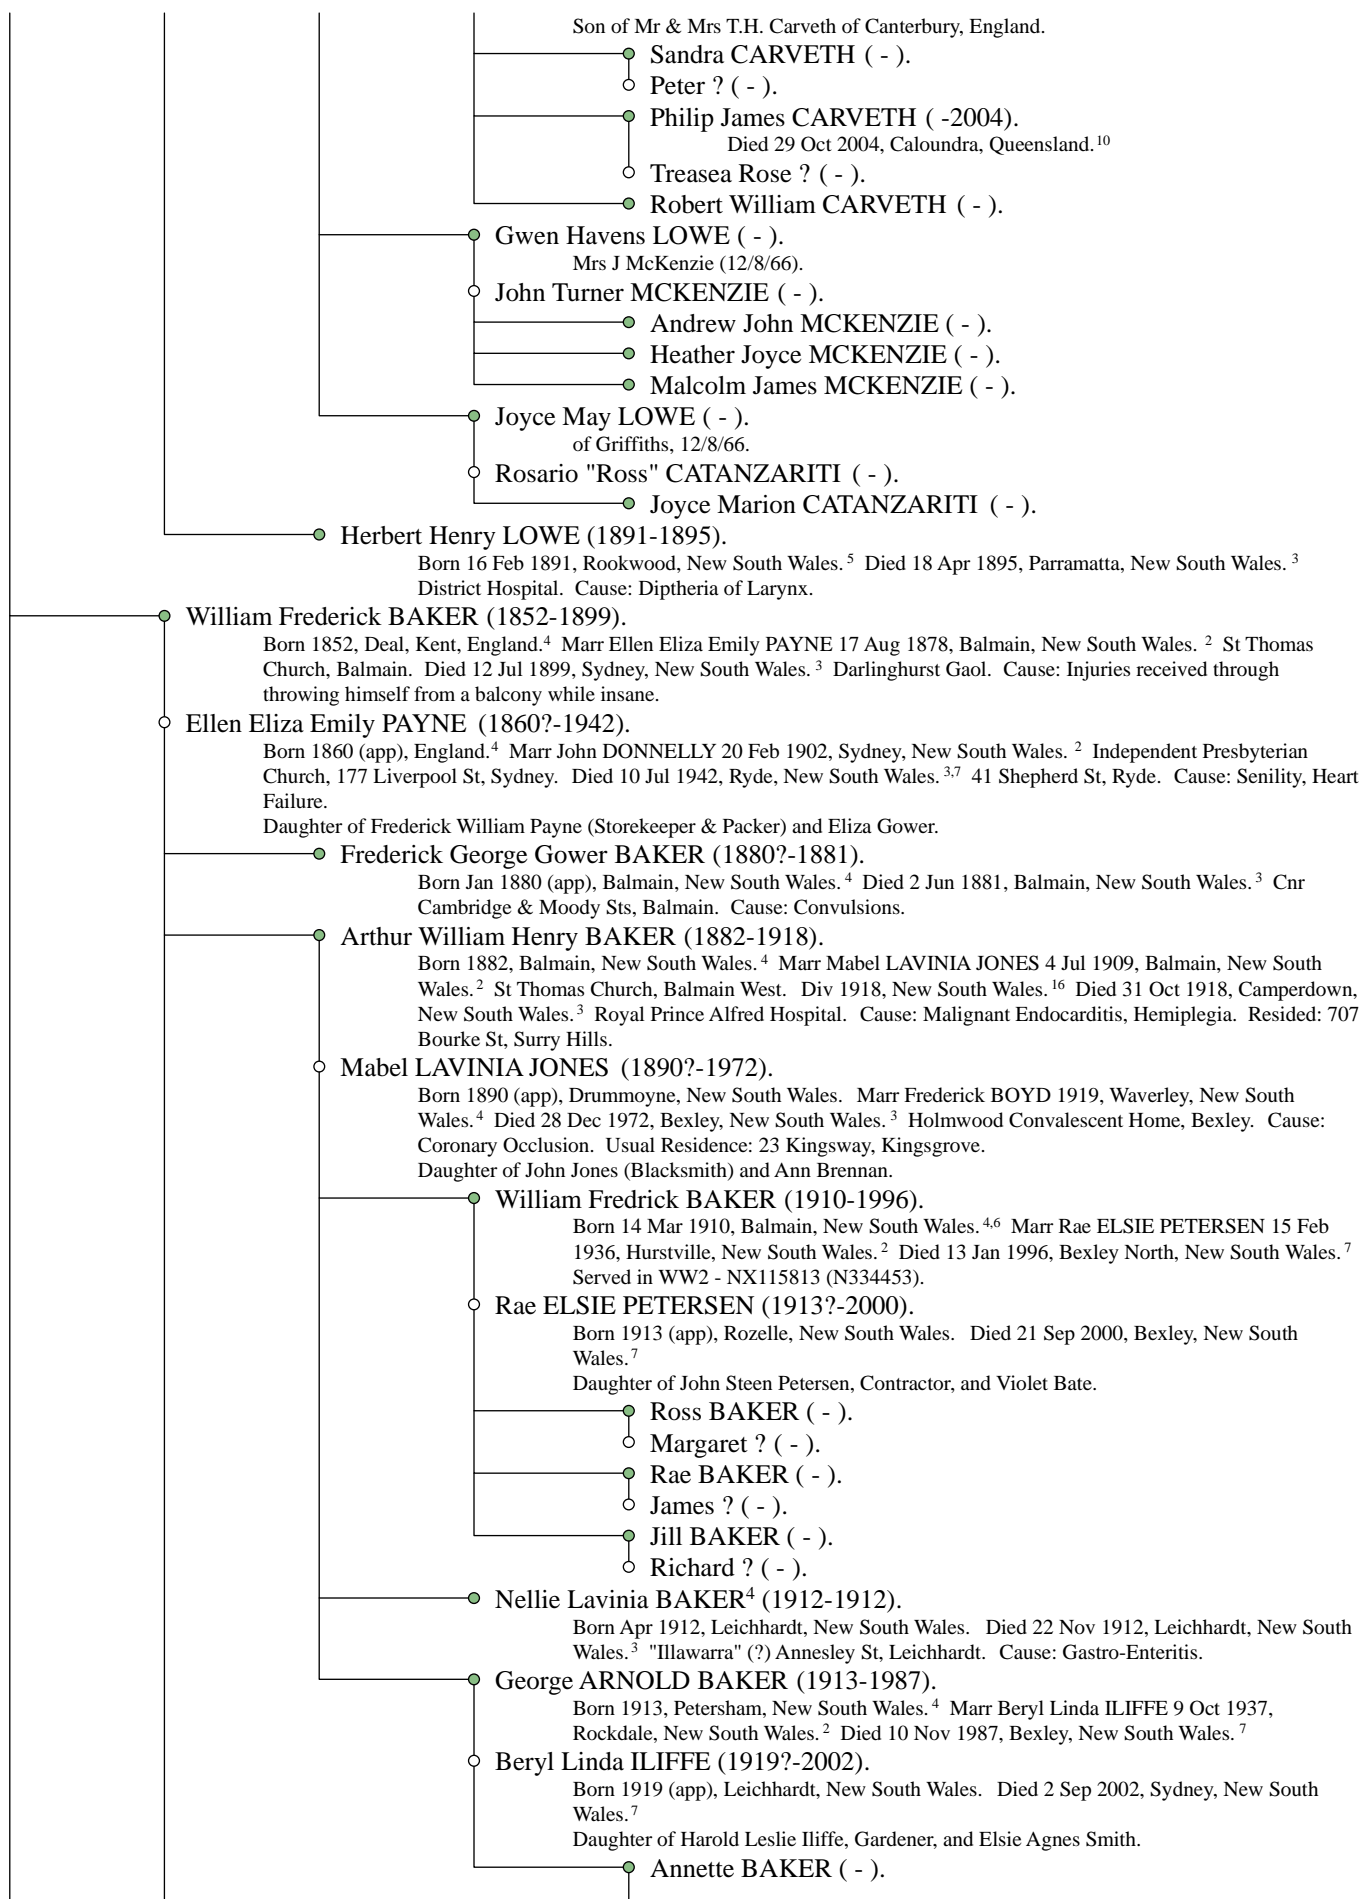 Son of Mr & Mrs T.H. Carveth of Canterbury, England.
Sandra CARVETH ( - ).
Peter ? ( - ).
Philip James CARVETH ( -2004).
Died 29 Oct 2004, Caloundra, Queensland.10
Treasea Rose ? ( - ).
Robert William CARVETH ( - ).
Gwen Havens LOWE ( - ).
Mrs J McKenzie (12/8/66).
John Turner MCKENZIE ( - ).
Andrew John MCKENZIE ( - ).
Heather Joyce MCKENZIE ( - ).
Malcolm James MCKENZIE ( - ).
Joyce May LOWE ( - ).
of Griffiths, 12/8/66.
Rosario "Ross" CATANZARITI ( - ).
Joyce Marion CATANZARITI ( - ).
Herbert Henry LOWE (1891-1895).
Born 16 Feb 1891, Rookwood, New South Wales. 5 Died 18 Apr 1895, Parramatta, New South Wales. 3
District Hospital. Cause: Diptheria of Larynx.
William Frederick BAKER (1852-1899).
Born 1852, Deal, Kent, England.4 Marr Ellen Eliza Emily PAYNE 17 Aug 1878, Balmain, New South Wales. 2 St Thomas
Church, Balmain. Died 12 Jul 1899, Sydney, New South Wales. 3 Darlinghurst Gaol. Cause: Injuries received through
throwing himself from a balcony while insane.
Ellen Eliza Emily PAYNE (1860?-1942).
Born 1860 (app), England.4 Marr John DONNELLY 20 Feb 1902, Sydney, New South Wales. 2 Independent Presbyterian
Church, 177 Liverpool St, Sydney. Died 10 Jul 1942, Ryde, New South Wales. 3,7 41 Shepherd St, Ryde. Cause: Senility, Heart
Failure.
Daughter of Frederick William Payne (Storekeeper & Packer) and Eliza Gower.
Frederick George Gower BAKER (1880?-1881).
Born Jan 1880 (app), Balmain, New South Wales. 4 Died 2 Jun 1881, Balmain, New South Wales. 3 Cnr
Cambridge & Moody Sts, Balmain. Cause: Convulsions.
Arthur William Henry BAKER (1882-1918).
Born 1882, Balmain, New South Wales. 4 Marr Mabel LAVINIA JONES 4 Jul 1909, Balmain, New South
Wales. 2 St Thomas Church, Balmain West. Div 1918, New South Wales. 16 Died 31 Oct 1918, Camperdown,
New South Wales. 3 Royal Prince Alfred Hospital. Cause: Malignant Endocarditis, Hemiplegia. Resided: 707
Bourke St, Surry Hills.
Mabel LAVINIA JONES (1890?-1972).
Born 1890 (app), Drummoyne, New South Wales. Marr Frederick BOYD 1919, Waverley, New South
Wales. 4 Died 28 Dec 1972, Bexley, New South Wales. 3 Holmwood Convalescent Home, Bexley. Cause:
Coronary Occlusion. Usual Residence: 23 Kingsway, Kingsgrove.
Daughter of John Jones (Blacksmith) and Ann Brennan.
William Fredrick BAKER (1910-1996).
Born 14 Mar 1910, Balmain, New South Wales. 4,6 Marr Rae ELSIE PETERSEN 15 Feb
1936, Hurstville, New South Wales. 2 Died 13 Jan 1996, Bexley North, New South Wales. 7
Served in WW2 - NX115813 (N334453).
Rae ELSIE PETERSEN (1913?-2000).
Born 1913 (app), Rozelle, New South Wales. Died 21 Sep 2000, Bexley, New South
Wales. 7
Daughter of John Steen Petersen, Contractor, and Violet Bate.
Ross BAKER ( - ).
Margaret ? ( - ).
Rae BAKER ( - ).
James ? ( - ).
Jill BAKER ( - ).
Richard ? ( - ).
Nellie Lavinia BAKER4 (1912-1912).
Born Apr 1912, Leichhardt, New South Wales. Died 22 Nov 1912, Leichhardt, New South
Wales. 3 "Illawarra" (?) Annesley St, Leichhardt. Cause: Gastro-Enteritis.
George ARNOLD BAKER (1913-1987).
Born 1913, Petersham, New South Wales. 4 Marr Beryl Linda ILIFFE 9 Oct 1937,
Rockdale, New South Wales. 2 Died 10 Nov 1987, Bexley, New South Wales. 7
Beryl Linda ILIFFE (1919?-2002).
Born 1919 (app), Leichhardt, New South Wales. Died 2 Sep 2002, Sydney, New South
Wales. 7
Daughter of Harold Leslie Iliffe, Gardener, and Elsie Agnes Smith.
Annette BAKER ( - ).